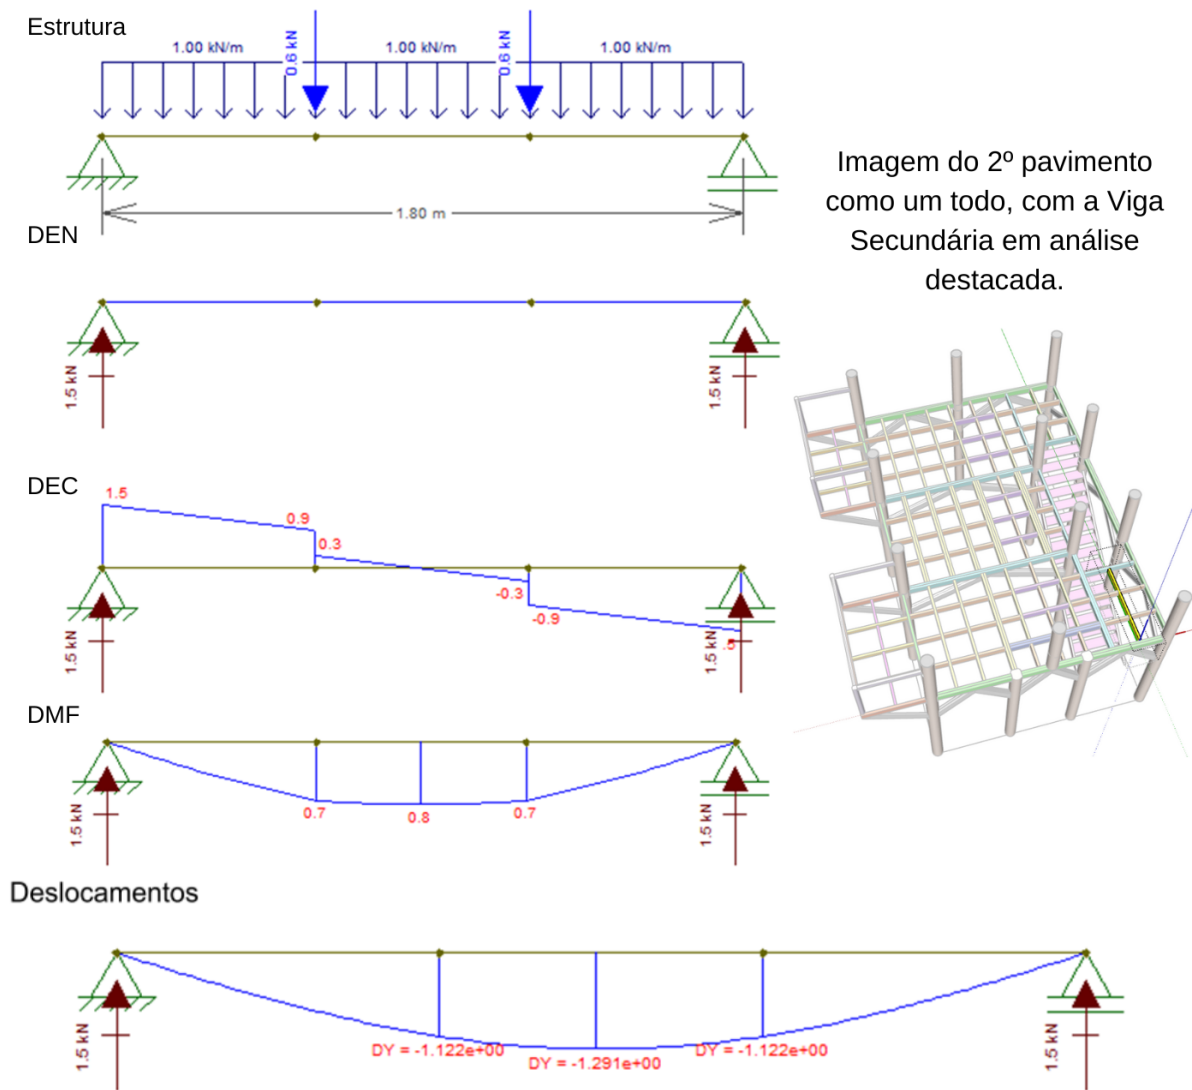 Estrutura
1.00 kN/m
0.6 kN
1.00 kN/m
0.6 kN
1.00 kN/m
1.80 m
Imagem do 2º pavimento
como um todo, com a Viga
Secundária em análise
destacada.
DEN
1.5 kN
1.5 kN
DEC
1.5
0.9
0.3
-0.3
-0.9
1.5 kN
1.5 kN
DMF
0.7
0.8
0.7
1.5 kN
1.5 kN
Deslocamentos
DY = -1.122e+00
DY = -1.291e+00
DY = -1.122e+00
1.5 kN
1.5 kN